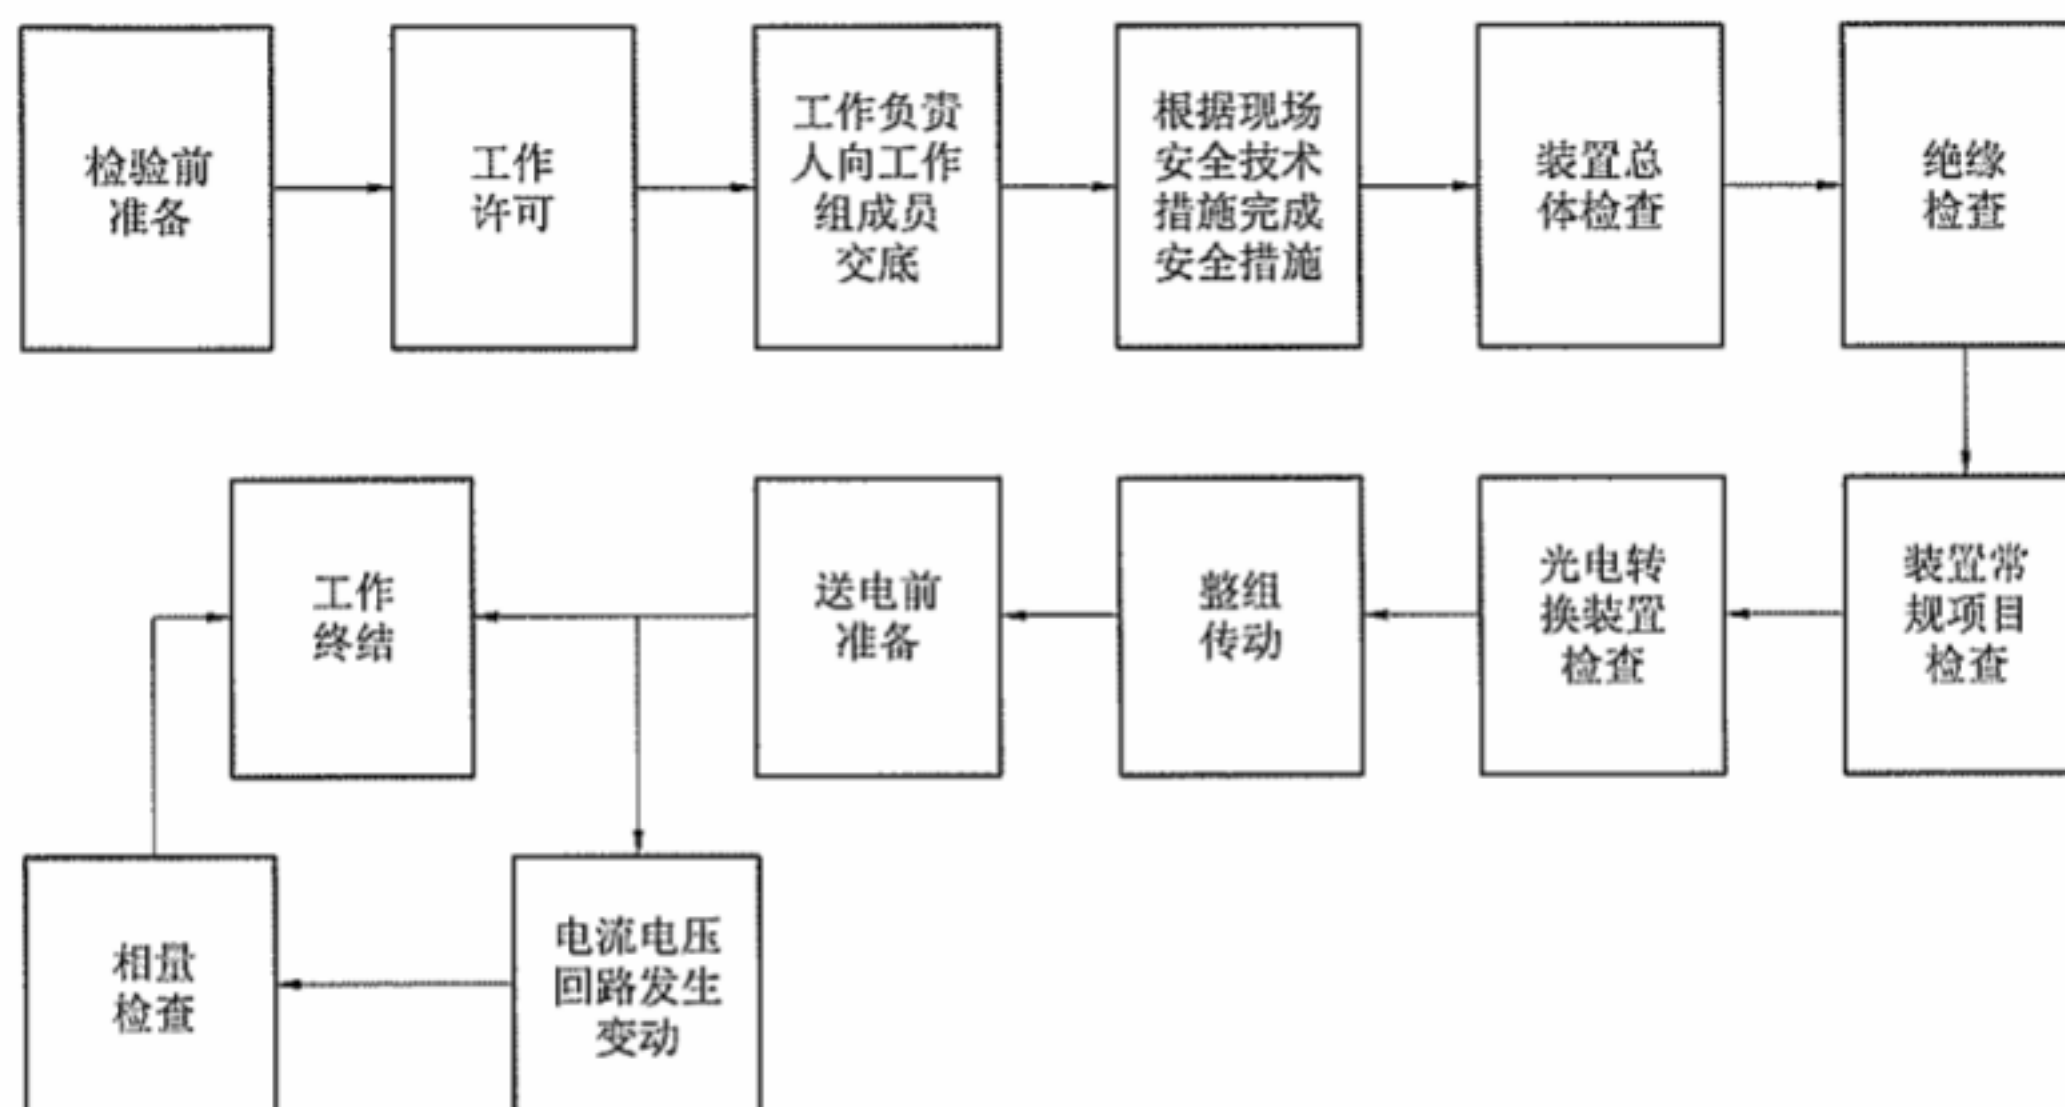 检验前
准备
工作
许可
工作负责
人向工作
组成员
交底
根据现场
安全技术
措施完成
安全措施
装置总
体检查
绝缘
检查
装置常
规项目
检查
光电转
换装置
检查
整组
传动
送电前
准备
工作
终结
电流电压
回路发生
变动
相量
检查